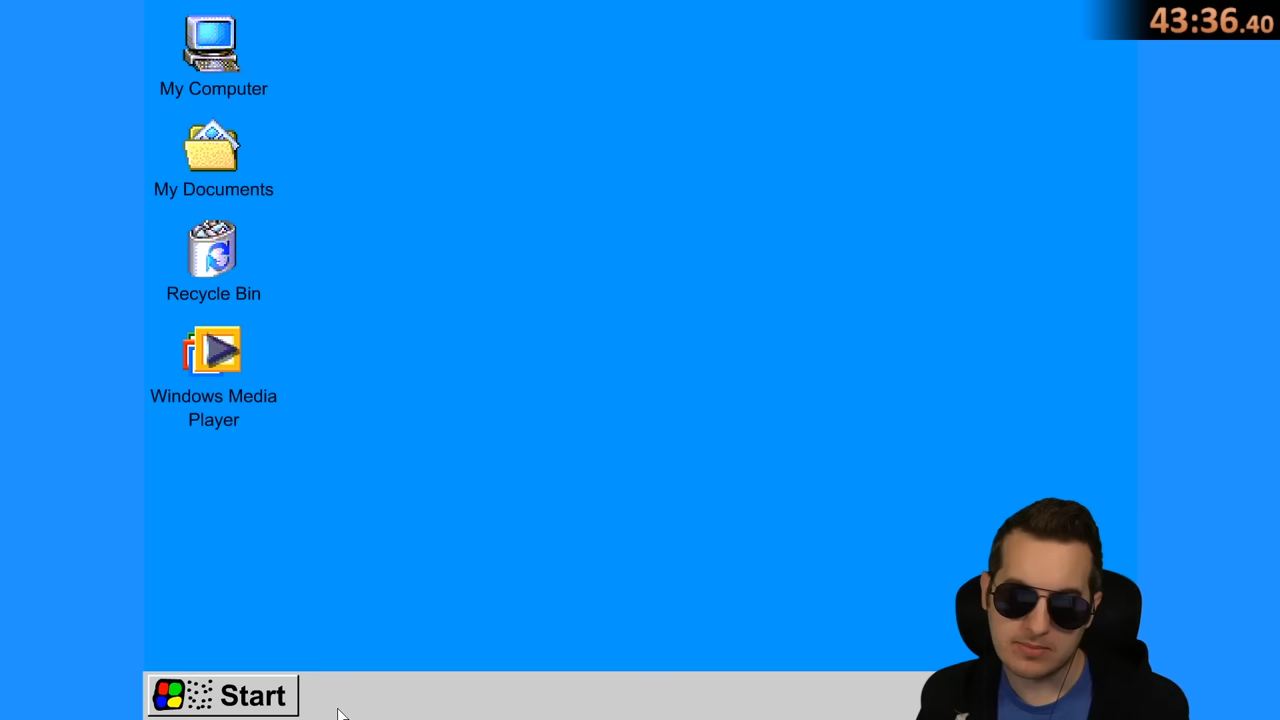 43:36.40
My Computer
My Documents
Recycle Bin
Windows Media
Player
Start